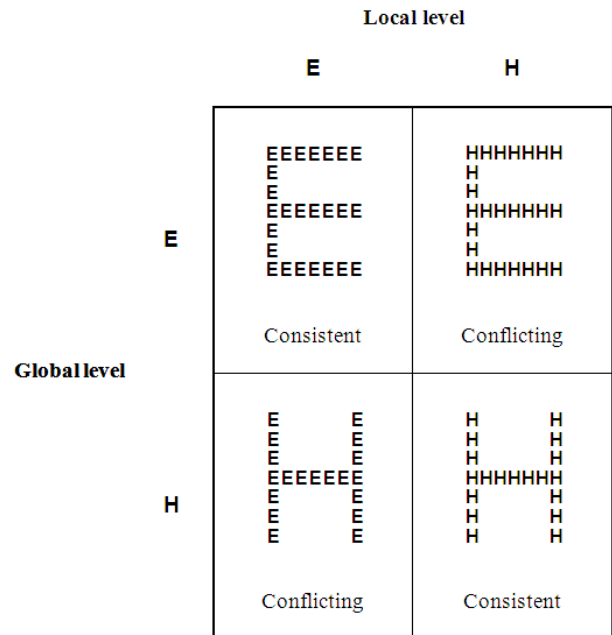 Local level
E H
EEEEEEE HHHHHHH
E H
E H
E EEEEEEE HHHHHHH
E H
E H
EEEEEEE HHHHHHH
Consistent Conflicting
Global level
E E H H
E E H H
E E H H
EEEEEEE HHHHHHH
H E E H H
E E H H
E E H H
Conflicting Consistent